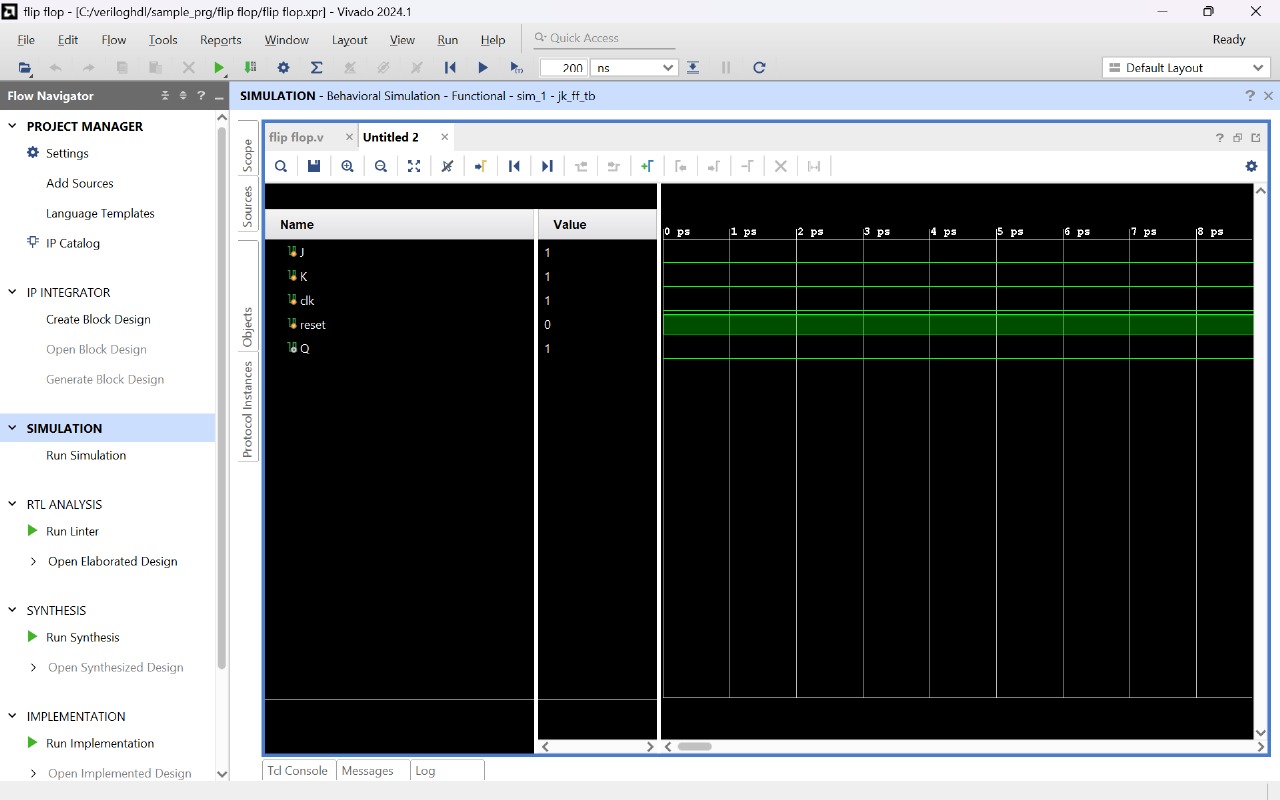 flip flop - [C:/veriloghdl/sample_prg/flip flop/flip flop.xpr] - Vivado 2024.1
File Edit Flow Tools Reports Window Layout View Run Help Quick Access Ready
200 ns Default Layout
Flow Navigator
SIMULATION - Behavioral Simulation - Functional - sim_1 - jk_ff_tb
PROJECT MANAGER
Settings
Add Sources
Language Templates
IP Catalog
IP INTEGRATOR
Create Block Design
Open Block Design
Generate Block Design
SIMULATION
Run Simulation
RTL ANALYSIS
Run Linter
Open Elaborated Design
SYNTHESIS
Run Synthesis
Open Synthesized Design
IMPLEMENTATION
Run Implementation
Open Implemented Design
Scope
Sources
Objects
Protocol Instances
flip flop.v Untitled 2
Name Value
0 ps 1 ps 2 ps 3 ps 4 ps 5 ps 6 ps 7 ps 8 ps
J 1
K 1
clk 1
reset 0
Q 1
Tcl Console Messages Log